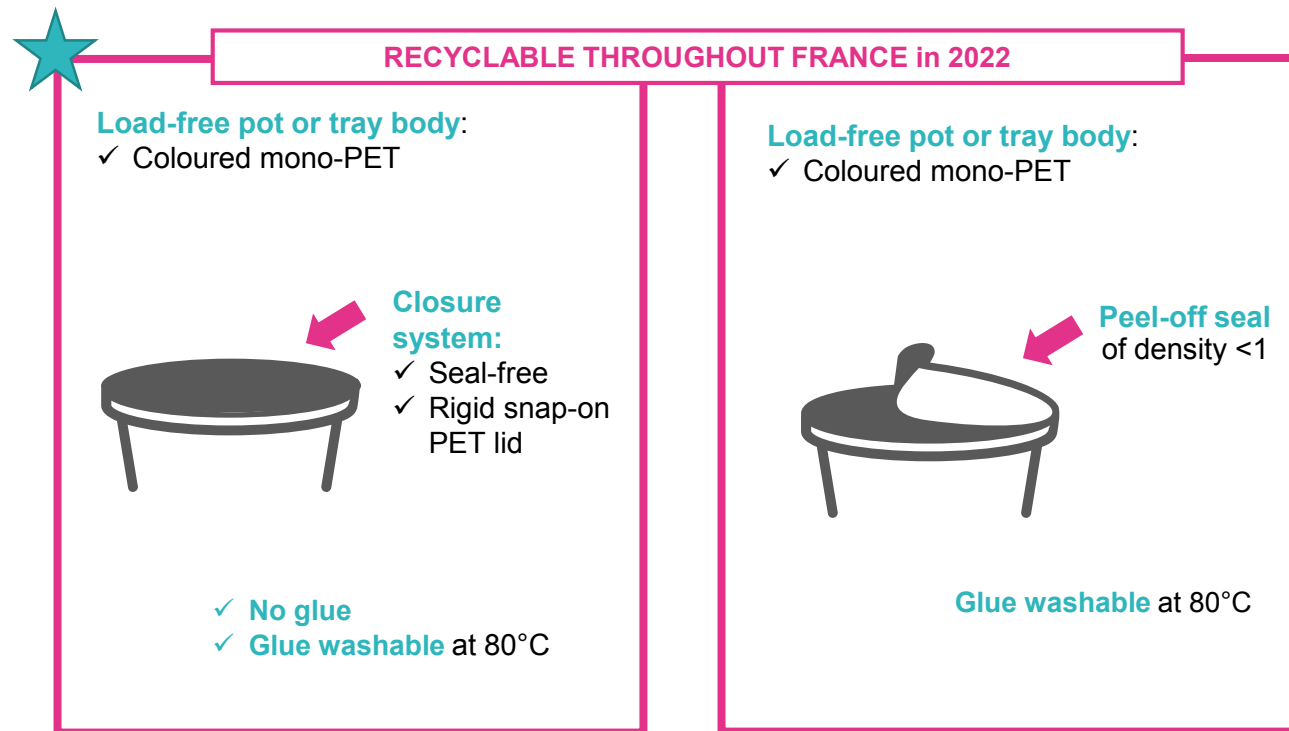 RECYCLABLE THROUGHOUT FRANCE in 2022
Load-free pot or tray body:
✓ Coloured mono-PET
Closure
system:
✓ Seal-free
✓ Rigid snap-on
PET lid
✓ No glue
✓ Glue washable at 80°C
Load-free pot or tray body:
✓ Coloured mono-PET
Peel-off seal
of density <1
Glue washable at 80°C